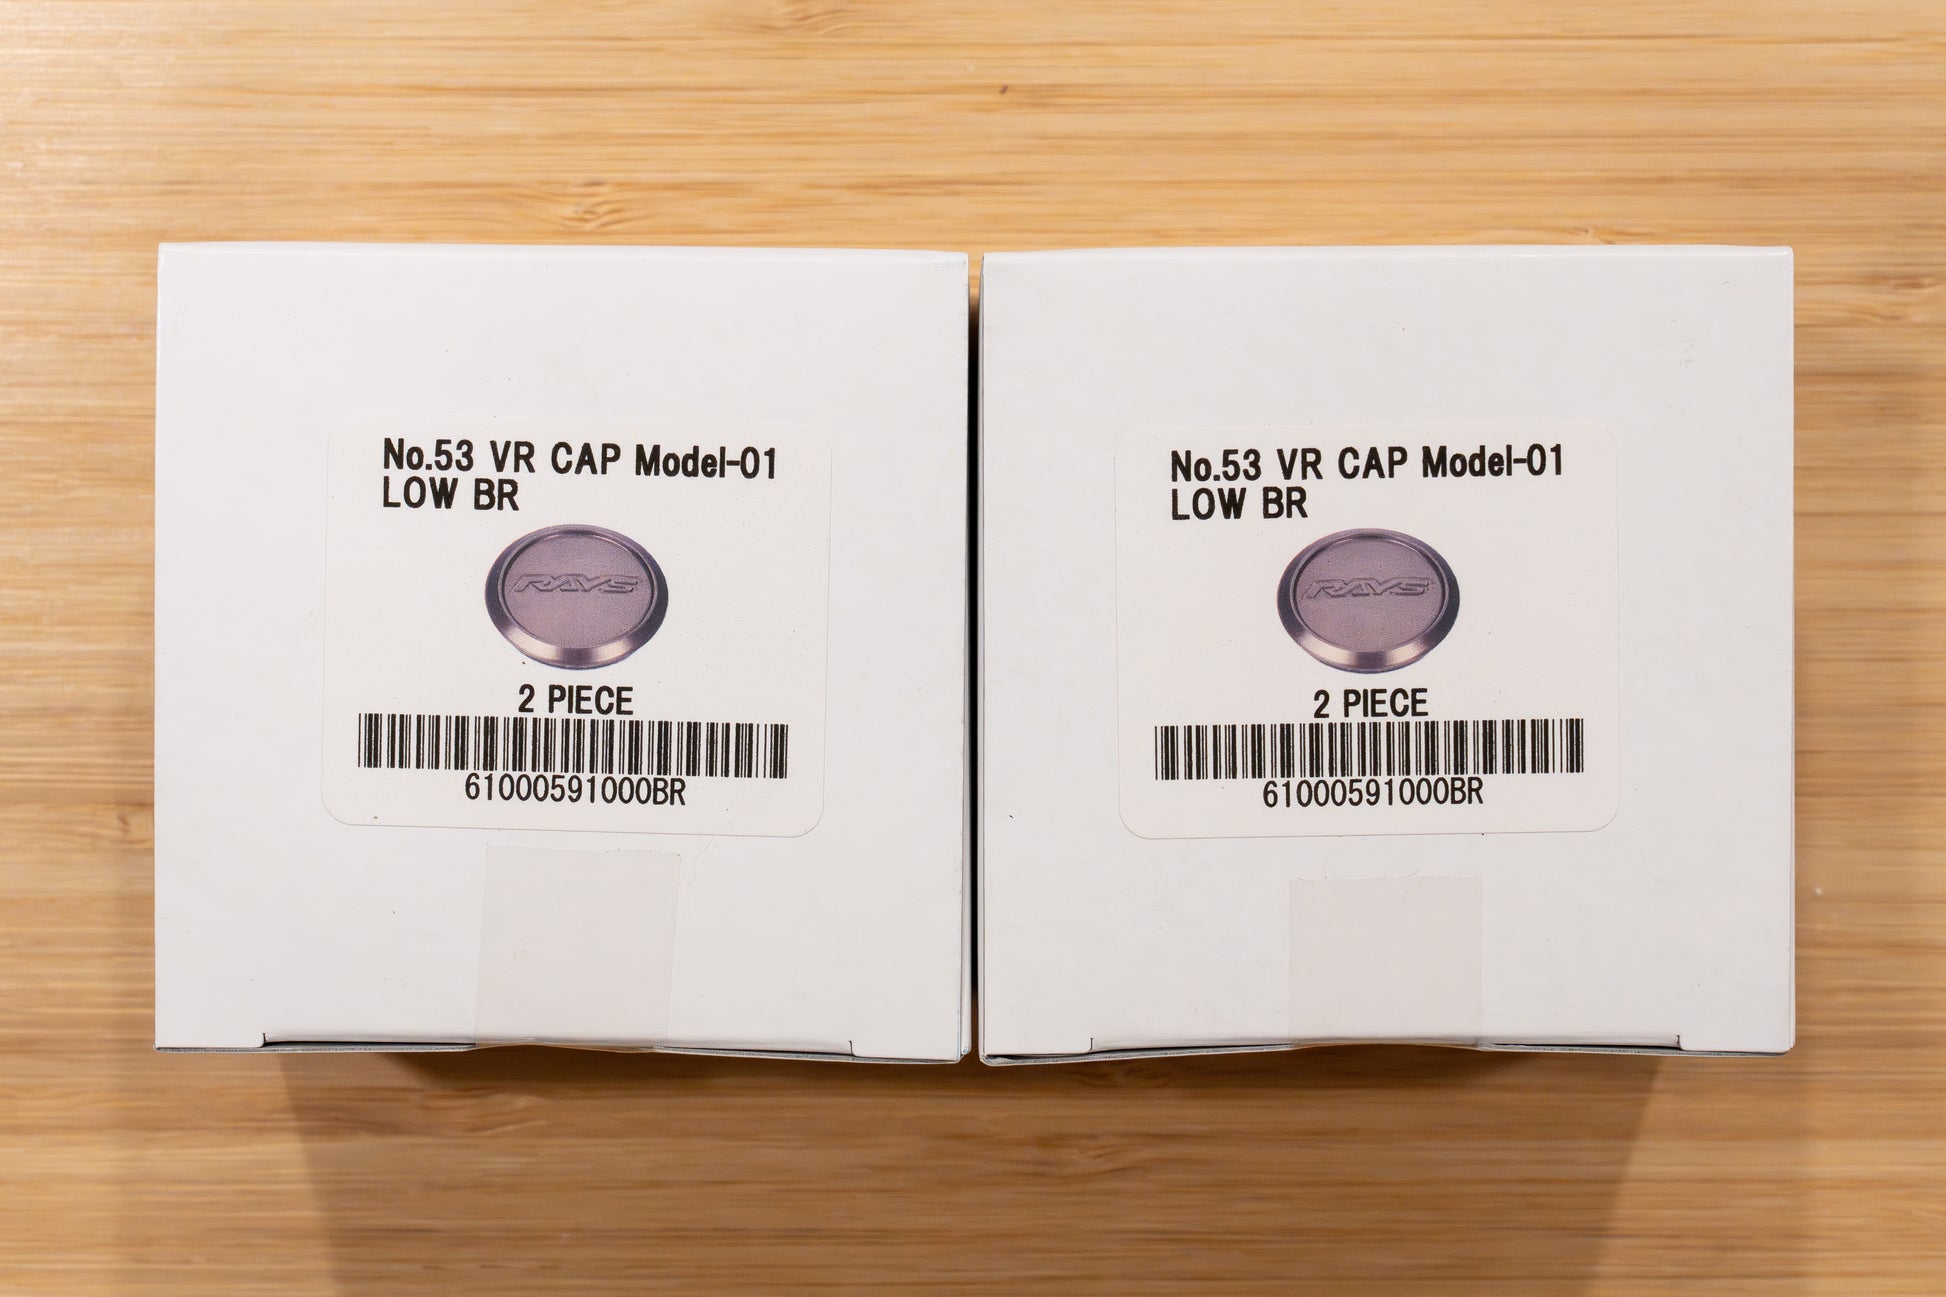 No.53 VR CAP Model-01
LOW BR
RAYS
2 PIECE
61000591000BR
No.53 VR CAP Model-01
LOW BR
RAYS
2 PIECE
61000591000BR